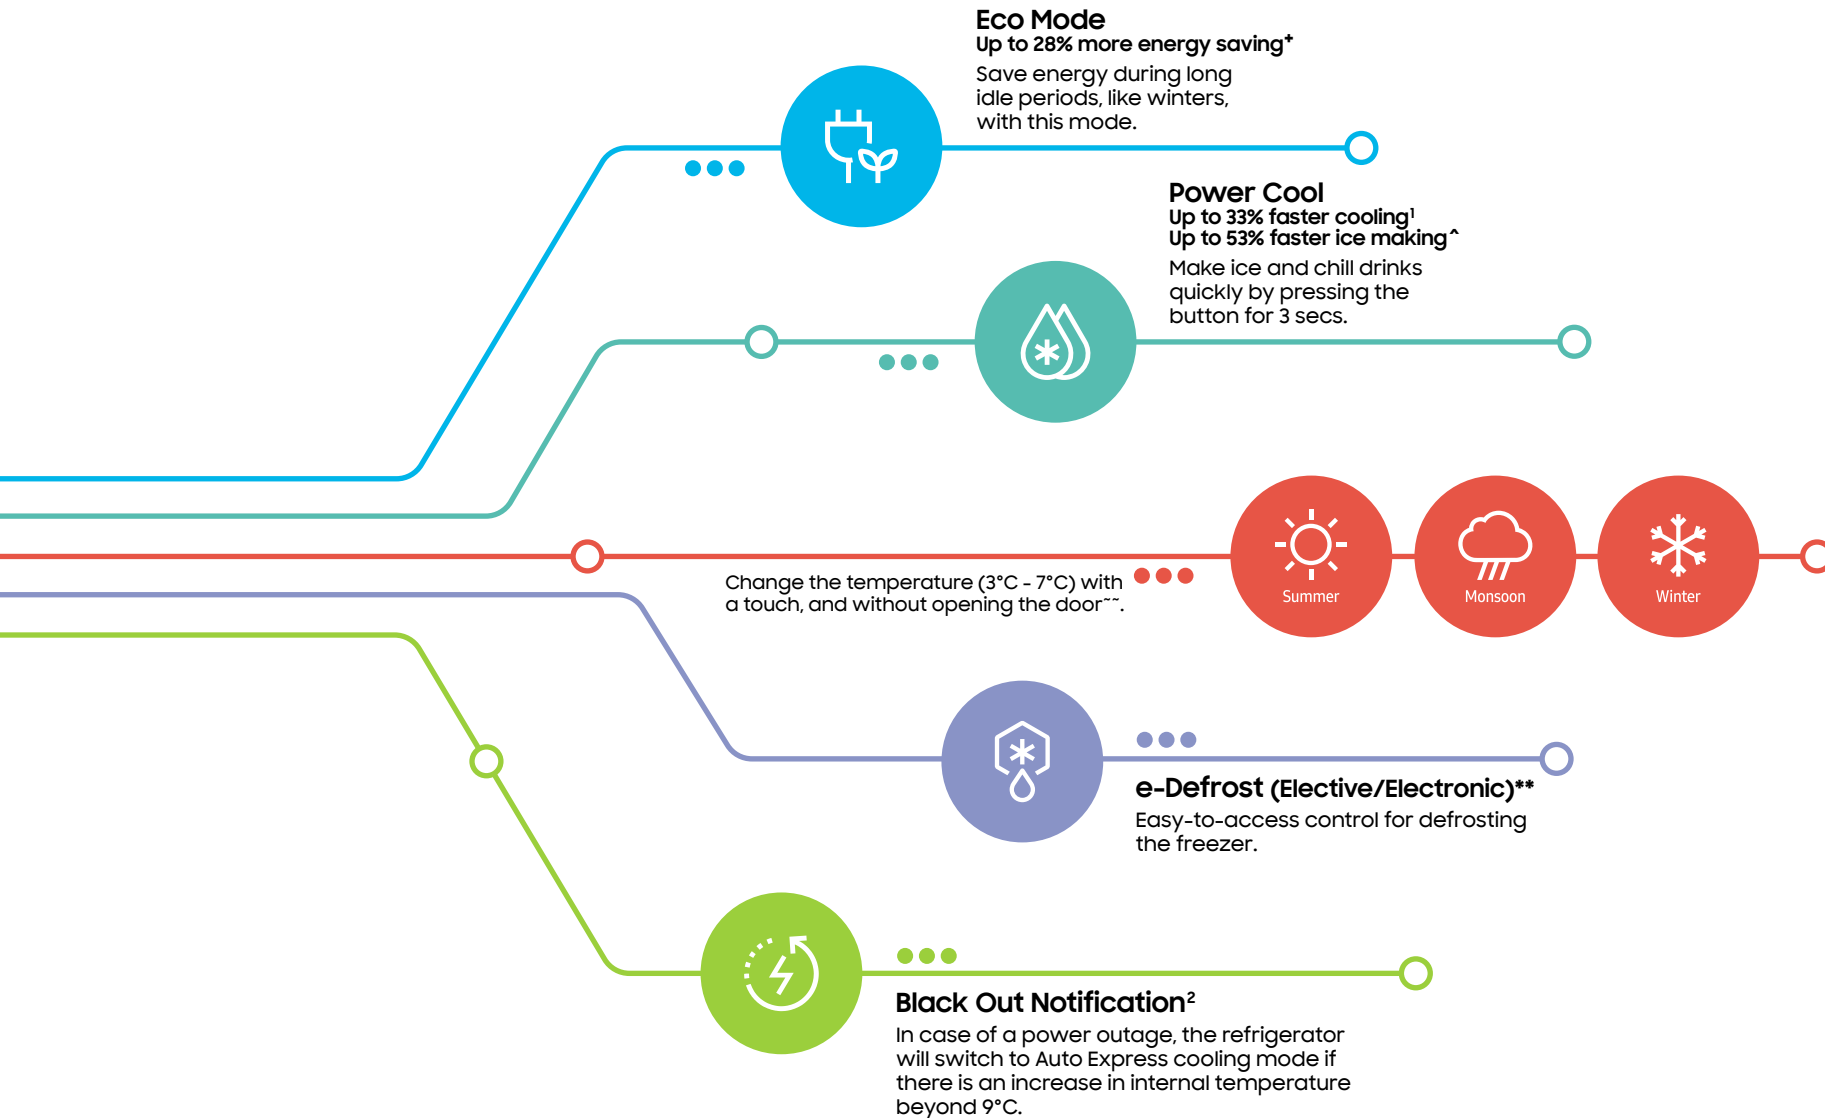 Eco Mode
Up to 28% more energy saving+
Save energy during long
idle periods, like winters,
with this mode.
Power Cool
Up to 33% faster cooling¹
Up to 53% faster ice making^
Make ice and chill drinks
quickly by pressing the
button for 3 secs.
Change the temperature (3°C - 7°C) with
a touch, and without opening the door~~.
Summer
Monsoon
Winter
e-Defrost (Elective/Electronic)**
Easy-to-access control for defrosting
the freezer.
Black Out Notification²
In case of a power outage, the refrigerator
will switch to Auto Express cooling mode if
there is an increase in internal temperature
beyond 9°C.